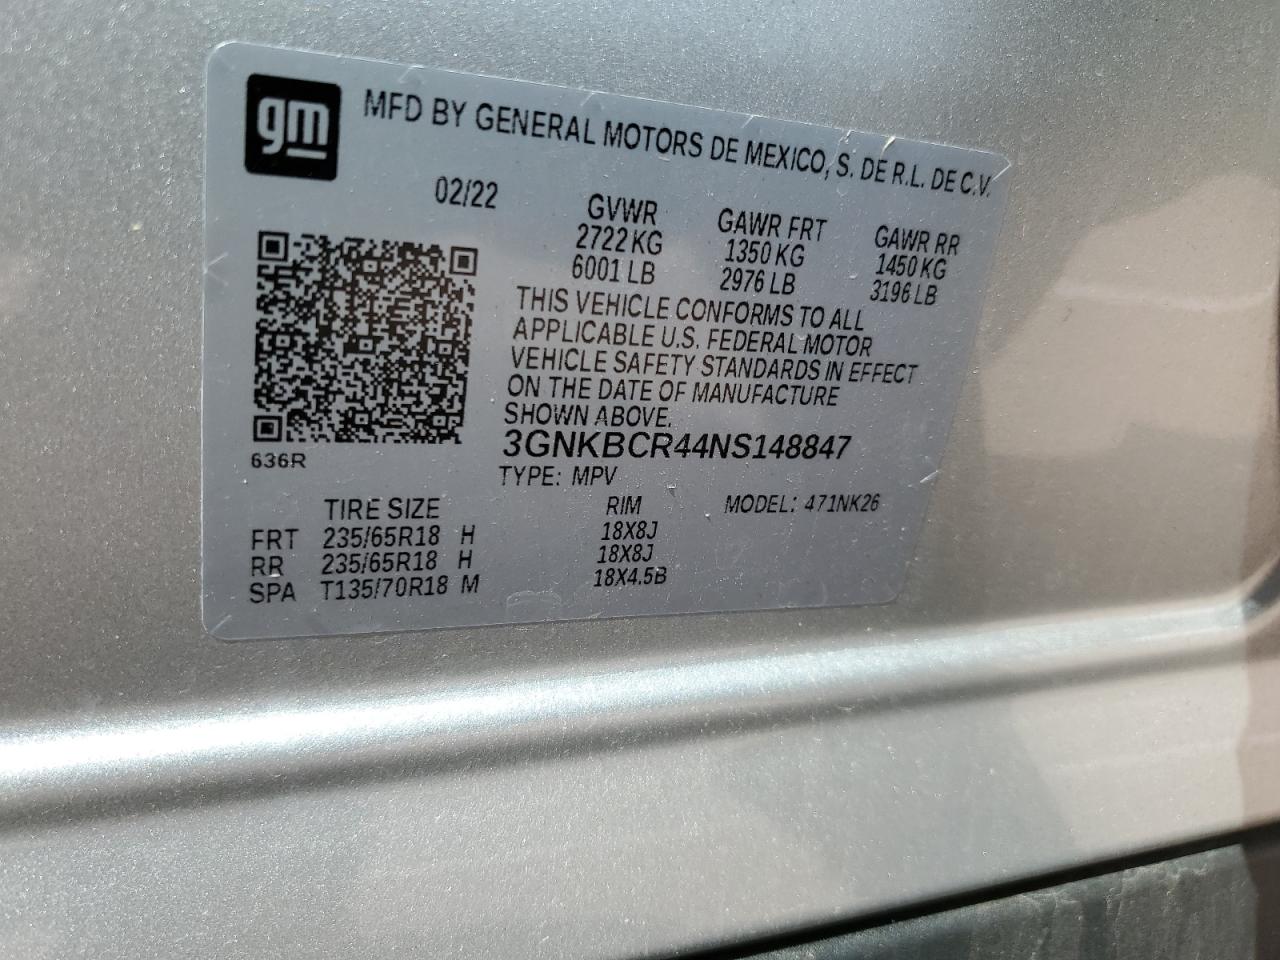 gm
MFD BY GENERAL MOTORS DE MEXICO, S. DE R.L. DE C.V.
02/22
GVWR GAWR FRT GAWR RR
2722 KG 1350 KG 1450 KG
6001 LB 2976 LB 3196 LB
THIS VEHICLE CONFORMS TO ALL
APPLICABLE U.S. FEDERAL MOTOR
VEHICLE SAFETY STANDARDS IN EFFECT
ON THE DATE OF MANUFACTURE
SHOWN ABOVE.
3GNKBCR44NS148847
636R
TYPE: MPV
TIRE SIZE RIM MODEL: 471NK26
FRT 235/65R18 H 18X8J
RR 235/65R18 H 18X8J
SPA T135/70R18 M 18X4.5B